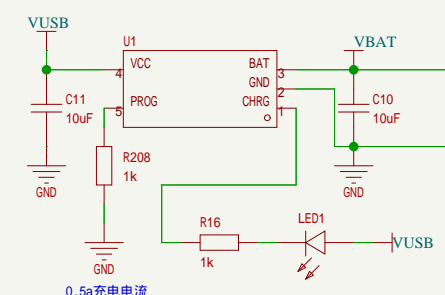 VUSB
U1
VBAT
VCC
BAT
4
3
GND
2
C11
10uF
PROG
CHRG
5
1
C10
10uF
R208
1k
GND
GND
R16
LED1
1k
VUSB
GND
0.5a充电电流